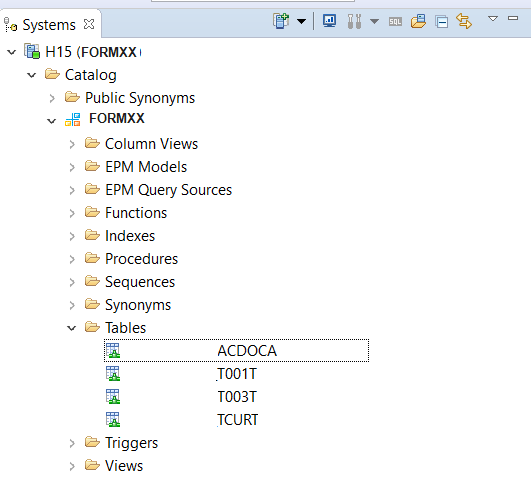 Systems
SQL
H15 (FORMXX(
Catalog
Public Synonyms
FORMXX
Column Views
EPM Models
EPM Query Sources
Functions
Indexes
Procedures
Sequences
Synonyms
Tables
ACDOCA
T001T
T003T
TCURT
Triggers
Views